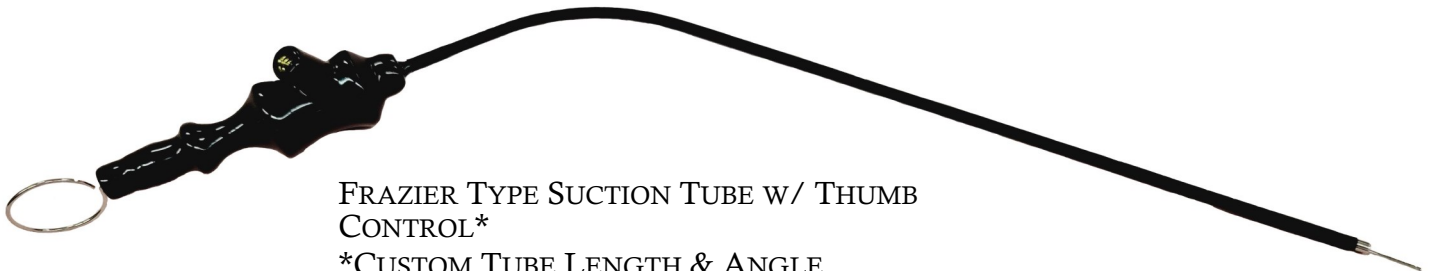 FRAZIER TYPE SUCTION TUBE W/ THUMB
CONTROL*
*CUSTOM TUBE LENGTH & ANGLE